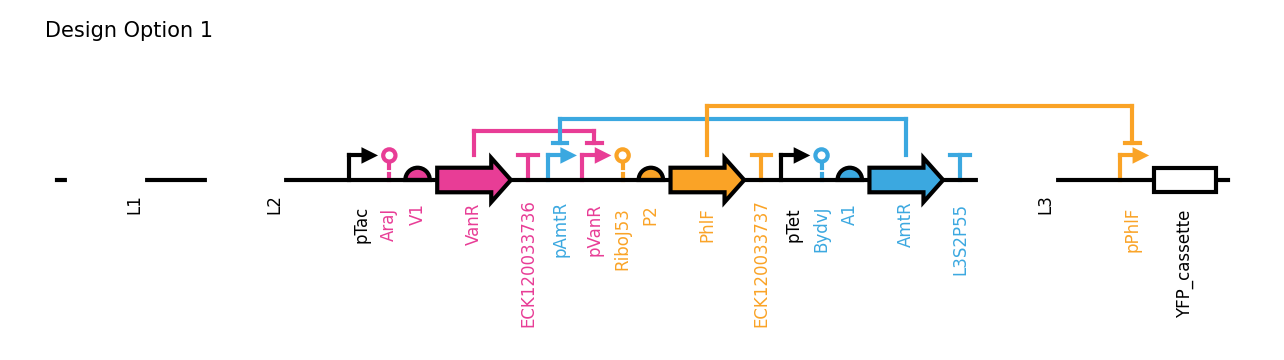 Design Option 1
L1
L2
pTac
AraJ
V1
VanR
ECK120033736
pAmtR
pVanR
RiboJ53
P2
PhlF
ECK120033737
pTet
BydvJ
A1
AmtR
L3S2P55
L3
pPhlF
YFP_cassette